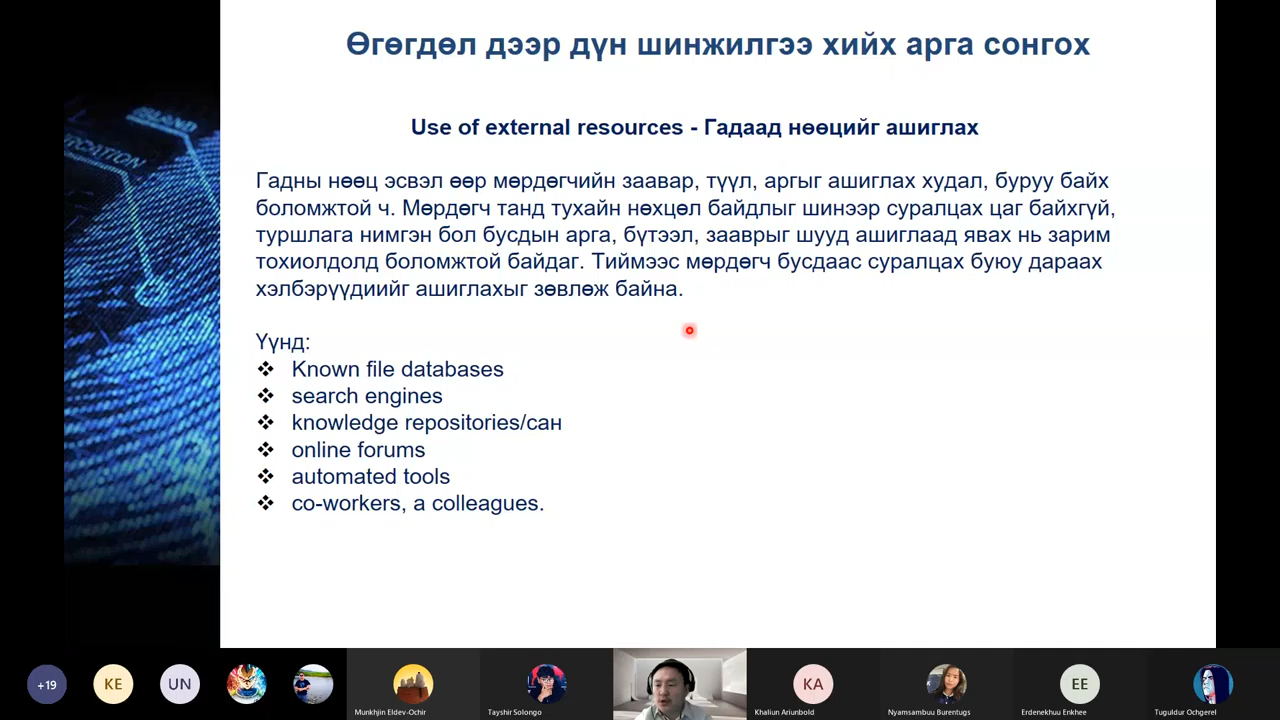 Өгөгдөл дээр дүн шинжилгээ хийх арга сонгох
ISLAND
Use of external resources - Гадаад нөөцийг ашиглах
Гадны нөөц эсвэл өөр мөрдөгчийн заавар, түүл, аргыг ашиглах худал, буруу байх
боломжтой ч. Мөрдөгч танд тухайн нөхцөл байдлыг шинээр суралцах цаг байхгүй,
туршлага нимгэн бол бусдын арга, бүтээл, зааврыг шууд ашиглаад явах нь зарим
тохиолдолд боломжтой байдаг. Тиймээс мөрдөгч бусдаас суралцах буюу дараах
хэлбэрүүдиийг ашиглахыг зөвлөж байна.
Үүнд:
❖ Known file databases
❖ search engines
❖ knowledge repositories/сан
❖ online forums
❖ automated tools
❖ co-workers, a colleagues.
+19
KE
UN
KA
EE
Munkhjin Eldev-Ochir
Tayshir Solongo
Khaliun Ariunbold
Nyamsambuu Burentugs
Erdenekhuu Enkhee
Tuguldur Ochgerel